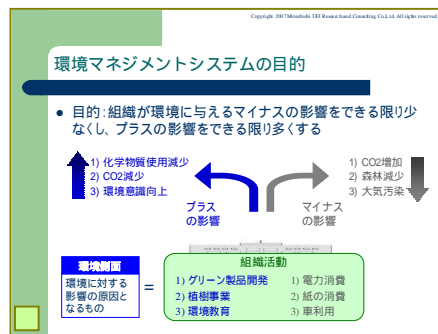 Copyright 2007 Mitsubishi UFJ Research and Consulting Co.Ltd All rights reserved.
環境マネジメントシステムの目的
● 目的：組織が環境に与えるマイナスの影響をできる限り少
なくし、プラスの影響をできる限り多くする
1) 化学物質使用減少
2) CO2減少
3) 環境意識向上
プラス
の影響
マイナス
の影響
1) CO2増加
2) 森林減少
3) 大気汚染
環境側面
環境に対する
影響の原因と
なるもの
=
組織活動
1) グリーン製品開発
2) 植樹事業
3) 環境教育
1) 電力消費
2) 紙の消費
3) 車利用